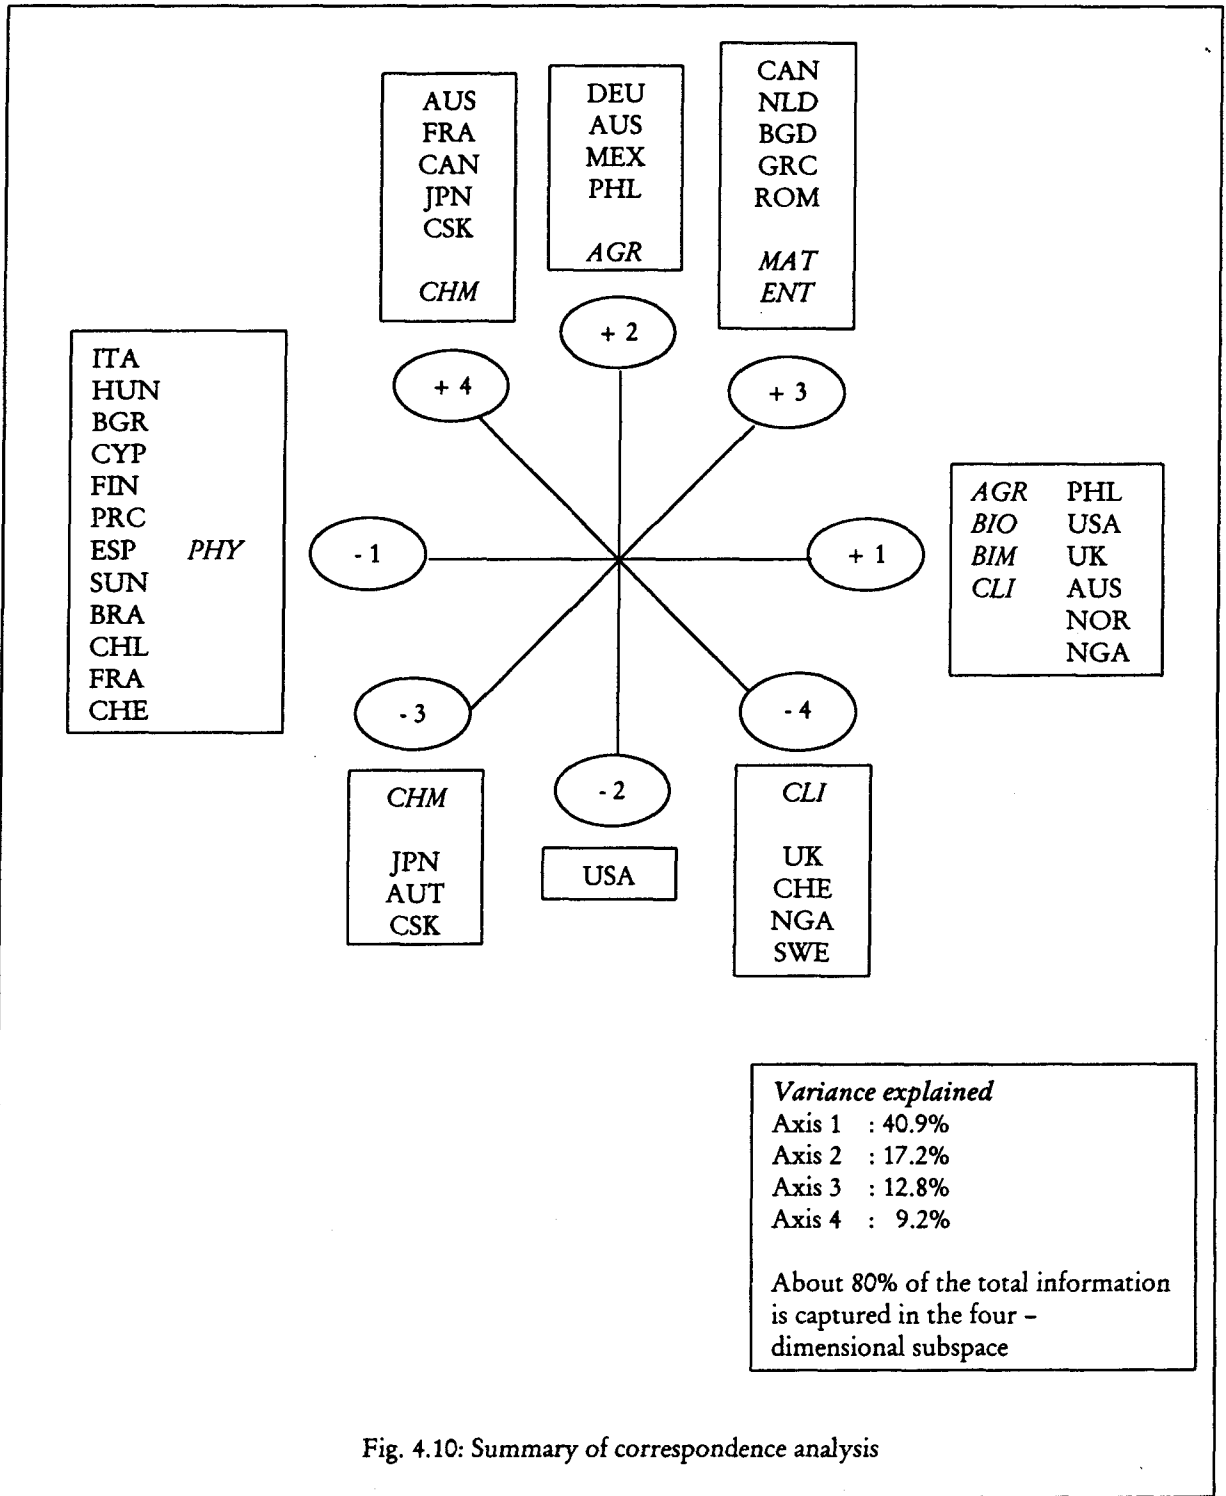 AUS
FRA
CAN
JPN
CSK
CHM
DEU
AUS
MEX
PHL
AGR
CAN
NLD
BGD
GRC
ROM
MAT
ENT
+ 2
+ 4
+ 3
ITA
HUN
BGR
CYP
FIN
PRC
ESP PHY
SUN
BRA
CHL
FRA
CHE
- 1
+ 1
AGR PHL
BIO USA
BIM UK
CLI AUS
NOR
NGA
- 3
- 2
- 4
CHM
JPN
AUT
CSK
USA
CLI
UK
CHE
NGA
SWE
Variance explained
Axis 1 : 40.9%
Axis 2 : 17.2%
Axis 3 : 12.8%
Axis 4 : 9.2%
About 80% of the total information
is captured in the four –
dimensional subspace
Fig. 4.10: Summary of correspondence analysis